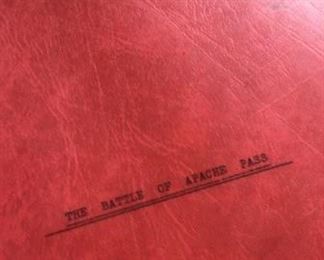 THE BATTLE OF APACHE PASS